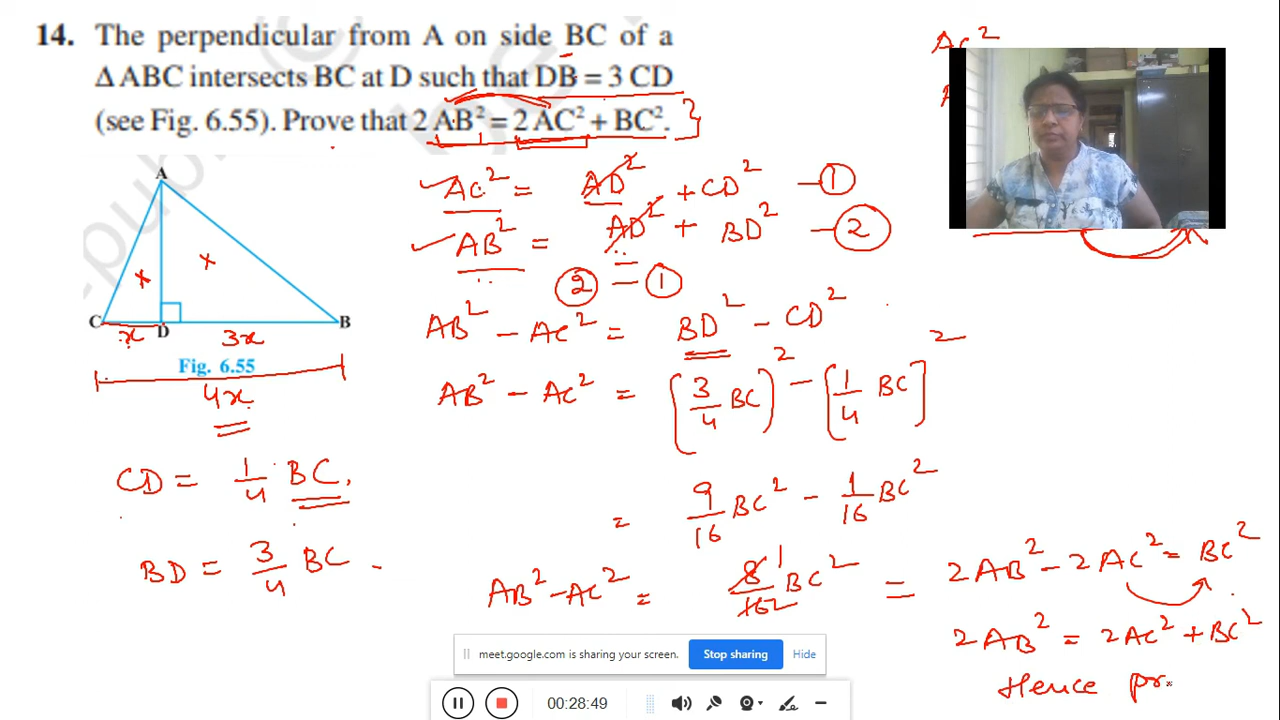 14. The perpendicular from A on side BC of a
Δ ABC intersects BC at D such that DB = 3 CD
(see Fig. 6.55). Prove that 2 AB² = 2 AC² + BC².
AC²
A
C
D
B
x
x
x
3x
Fig. 6.55
4x
CD = 1/4 BC,
BD = 3/4 BC -
AC² = AD² + CD² -①
AB² = AD² + BD² -②
② - ①
AB² - AC² = BD² - CD²
AB² - AC² = (3/4 BC)² - [1/4 BC]²
= 9/16 BC² - 1/16 BC²
AB² - AC² = 8/16 1/2 BC² = 2AB² - 2AC² = BC²
2AB² = 2AC² + BC²
Hence pr
meet.google.com is sharing your screen.
Stop sharing
Hide
00:28:49